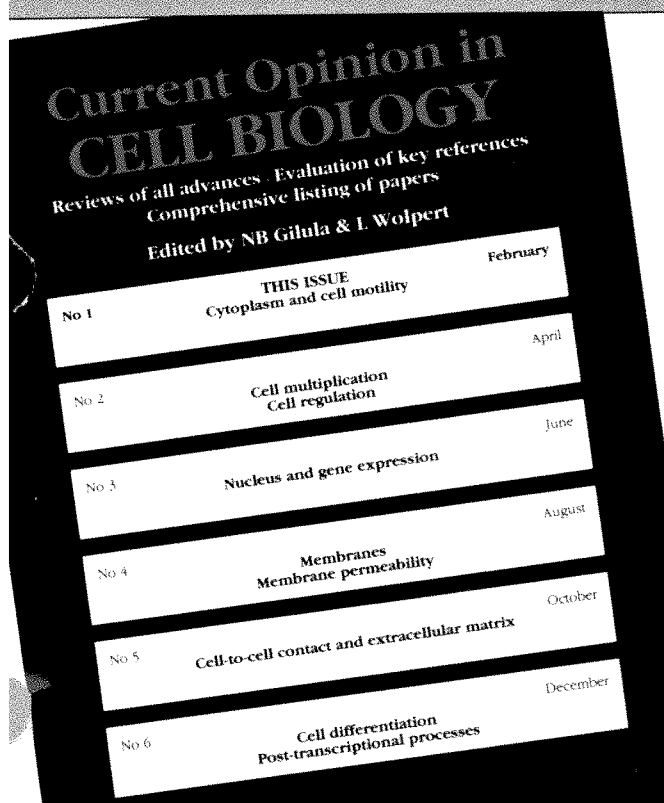 Current Opinion in
CELL BIOLOGY
Reviews of all advances . Evaluation of key references
Comprehensive listing of papers
Edited by NB Gilula & L Wolpert
No 1
THIS ISSUE
February
Cytoplasm and cell motility
No 2
April
Cell multiplication
Cell regulation
No 3
June
Nucleus and gene expression
No 4
August
Membranes
Membrane permeability
No 5
October
Cell-to-cell contact and extracellular matrix
No 6
December
Cell differentiation
Post-transcriptional processes